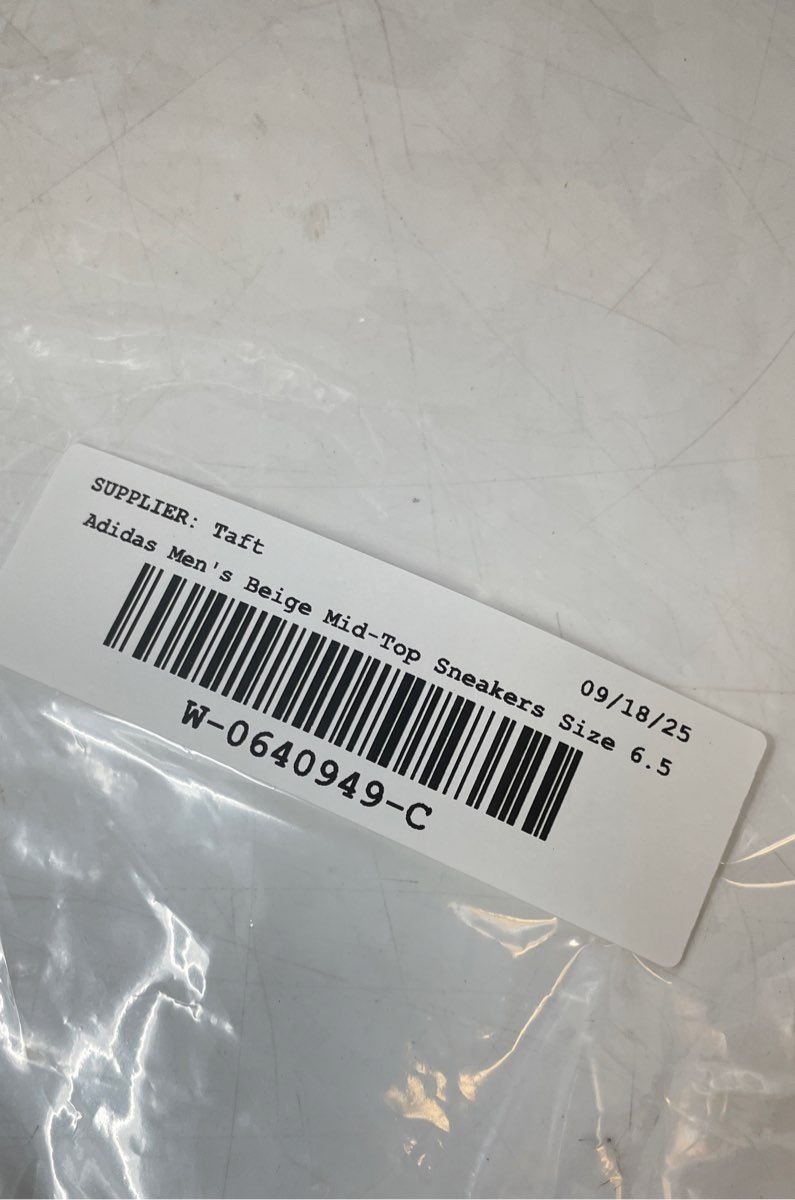 SUPPLIER: Taft
09/18/25
Adidas Men's Beige Mid-Top Sneakers Size 6.5
W-0640949-C